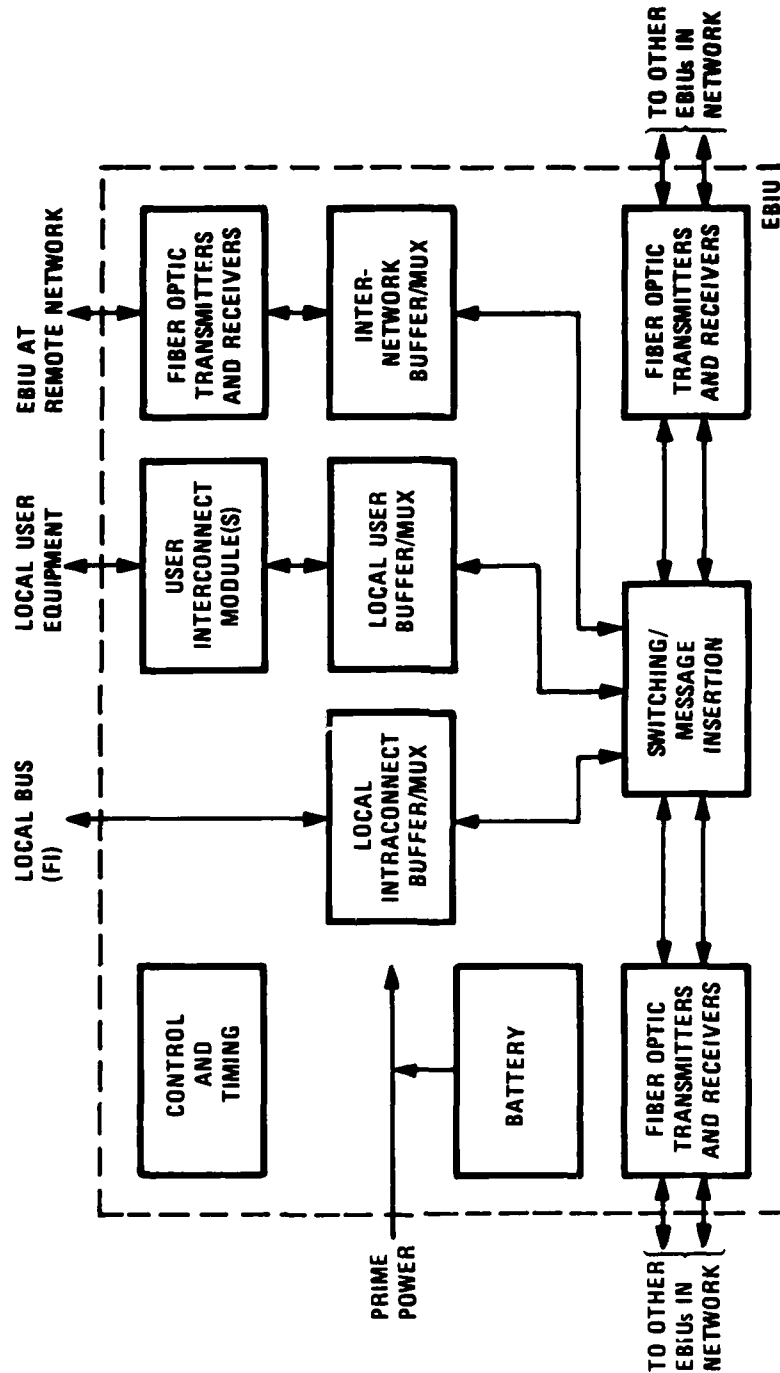 LOCAL BUS
(FI)
LOCAL USER
EQUIPMENT
EBIU AT
REMOTE NETWORK
CONTROL
AND
TIMING
USER
INTERCONNECT
MODULE(S)
FIBER OPTIC
TRANSMITTERS
AND RECEIVERS
PRIME
POWER
LOCAL
INTRACONNECT
BUFFER/MUX
LOCAL USER
BUFFER/MUX
INTER-
NETWORK
BUFFER/MUX
BATTERY
TO OTHER
EBIUs IN
NETWORK
FIBER OPTIC
TRANSMITTERS
AND RECEIVERS
SWITCHING/
MESSAGE
INSERTION
FIBER OPTIC
TRANSMITTERS
AND RECEIVERS
TO OTHER
EBIUs IN
NETWORK
EBIU